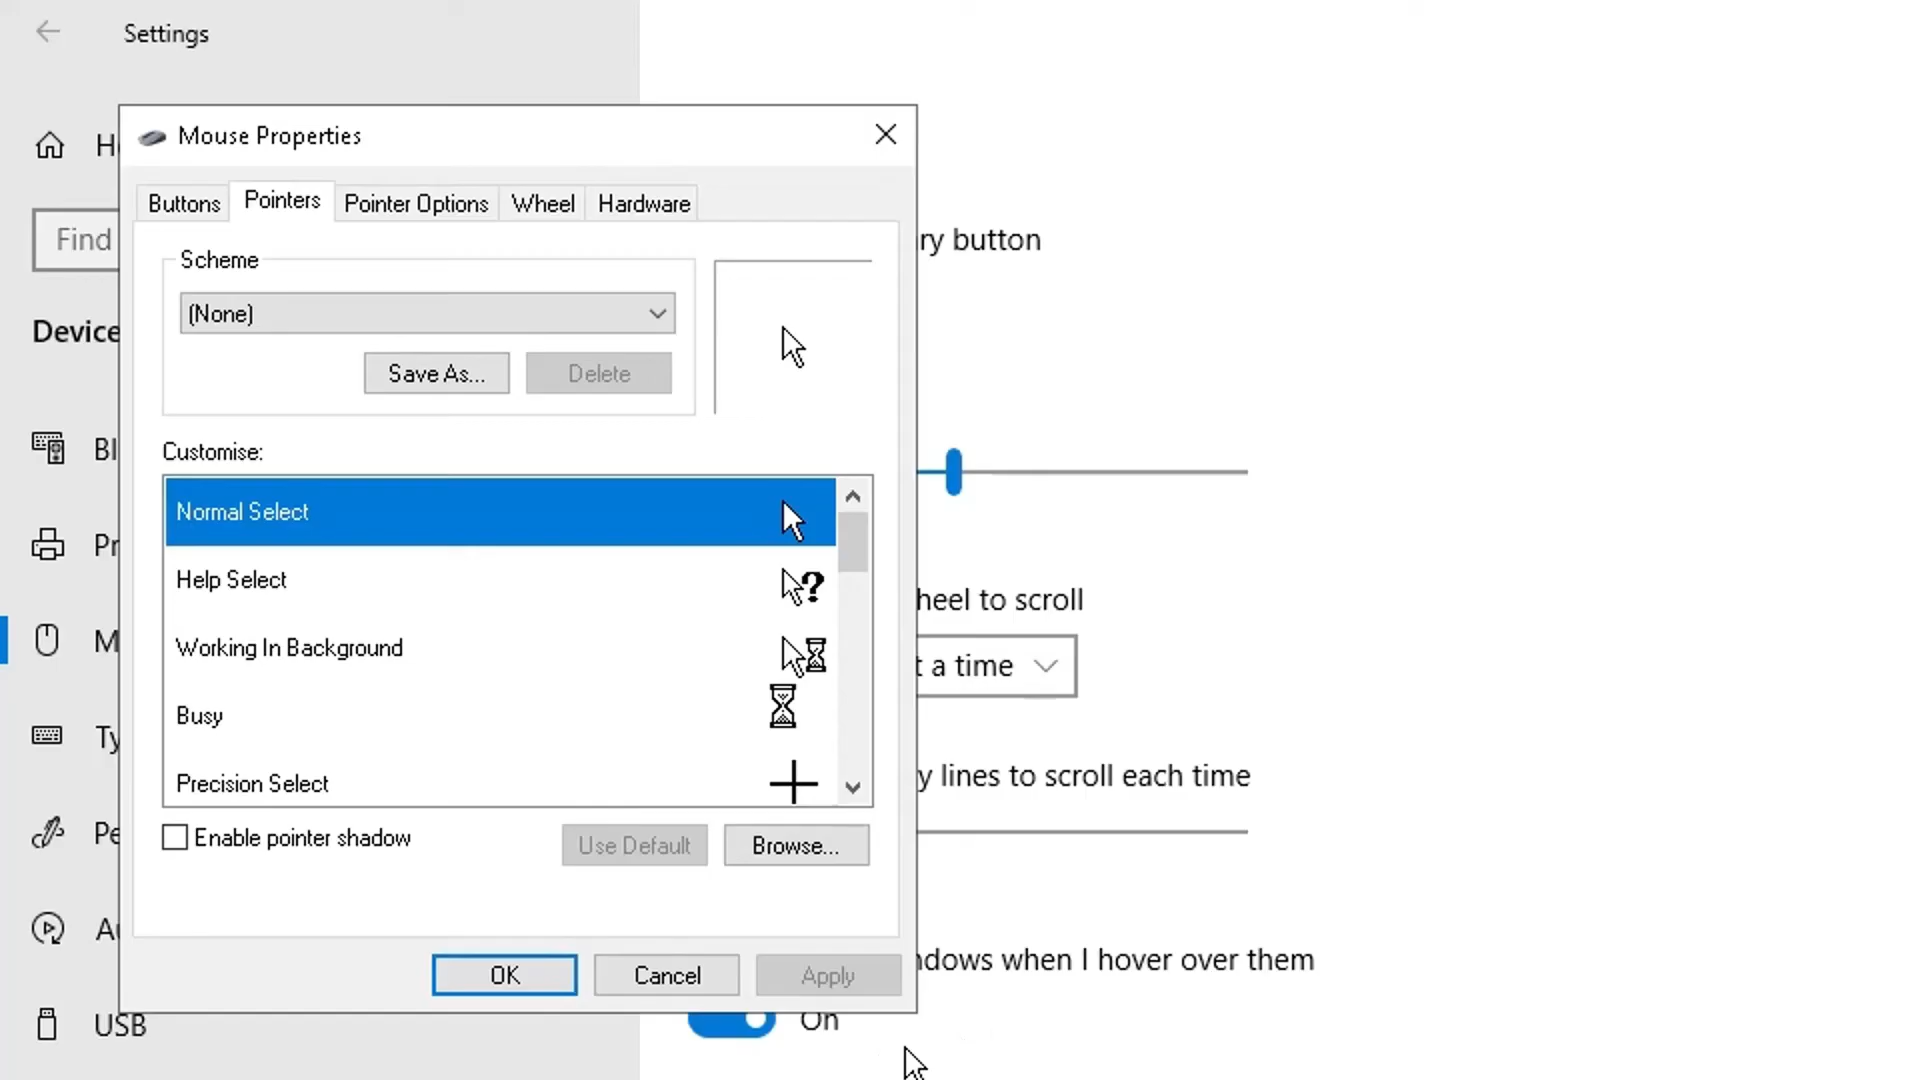 Settings
Mouse Properties
Buttons
Pointers
Pointer Options
Wheel
Hardware
Find
Device
Scheme
(None)
Save As...
Delete
Customise:
Normal Select
Help Select
Working In Background
Busy
Precision Select
Enable pointer shadow
Use Default
Browse...
OK
Cancel
Apply
USB
ry button
heel to scroll
t a time
y lines to scroll each time
ndows when I hover over them
On